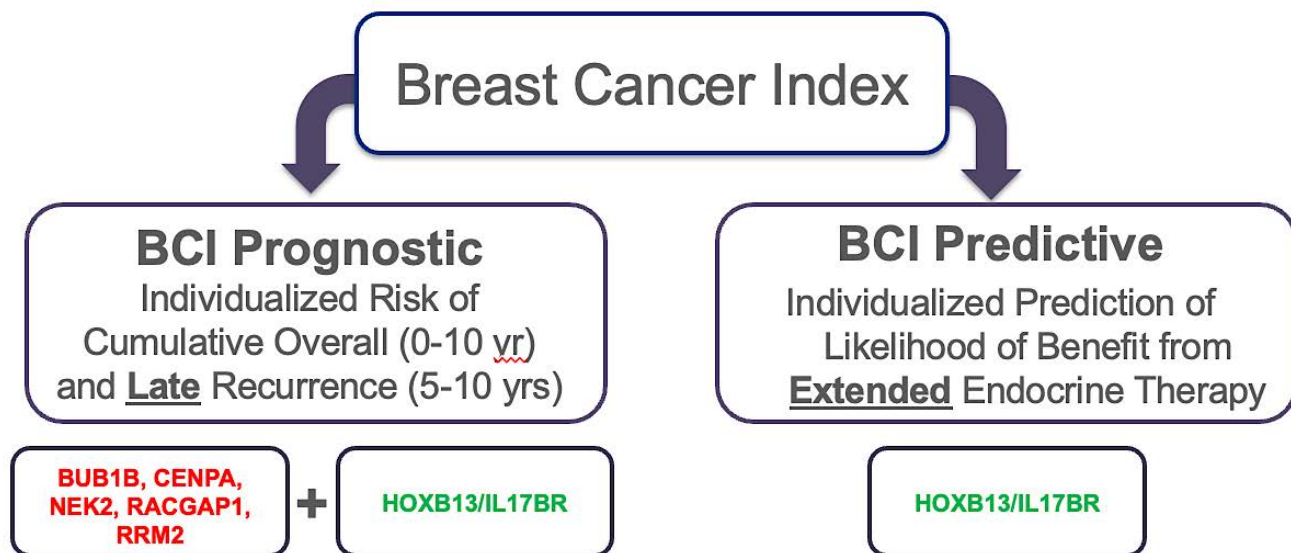 Breast Cancer Index
BCI Prognostic
Individualized Risk of
Cumulative Overall (0-10 yr)
and Late Recurrence (5-10 yrs)
BCI Predictive
Individualized Prediction of
Likelihood of Benefit from
Extended Endocrine Therapy
BUB1B, CENPA,
NEK2, RACGAP1,
RRM2
+
HOXB13/IL17BR
HOXB13/IL17BR